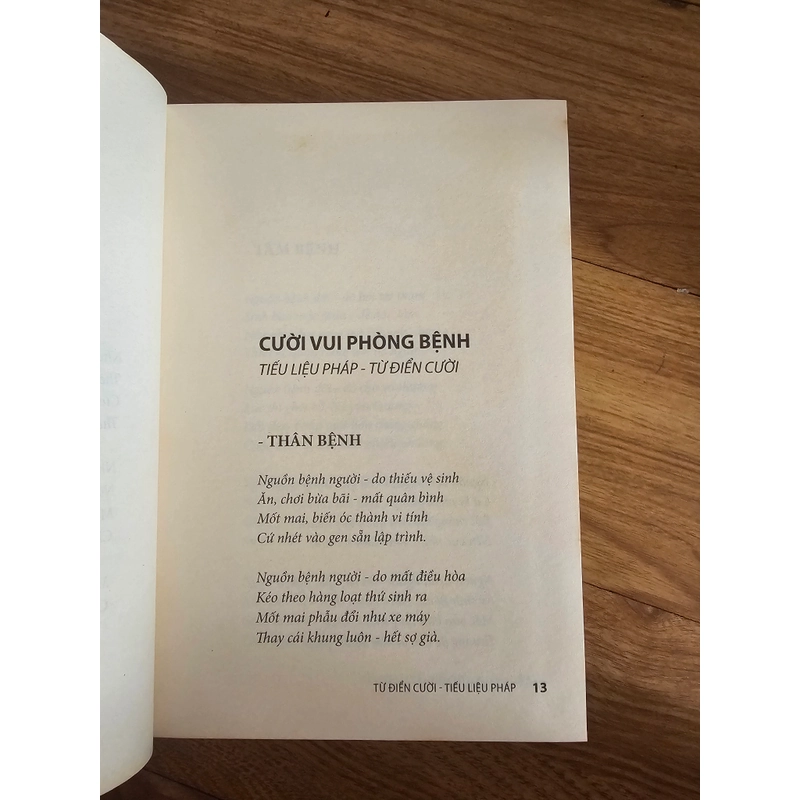 CƯỜI VUI PHÒNG BỆNH
TIẾU LIỆU PHÁP - TỪ ĐIỂN CƯỜI
- THÂN BỆNH
Nguồn bệnh người - do thiếu vệ sinh
Ăn, chơi bừa bãi - mất quân bình
Mốt mai, biến óc thành vi tính
Cứ nhét vào gen sẵn lập trình.
Nguồn bệnh người - do mất điều hòa
Kéo theo hàng loạt thứ sinh ra
Mốt mai phẫu đổi như xe máy
Thay cái khung luôn - hết sợ già.
TỪ ĐIỂN CƯỜI - TIẾU LIỆU PHÁP 13